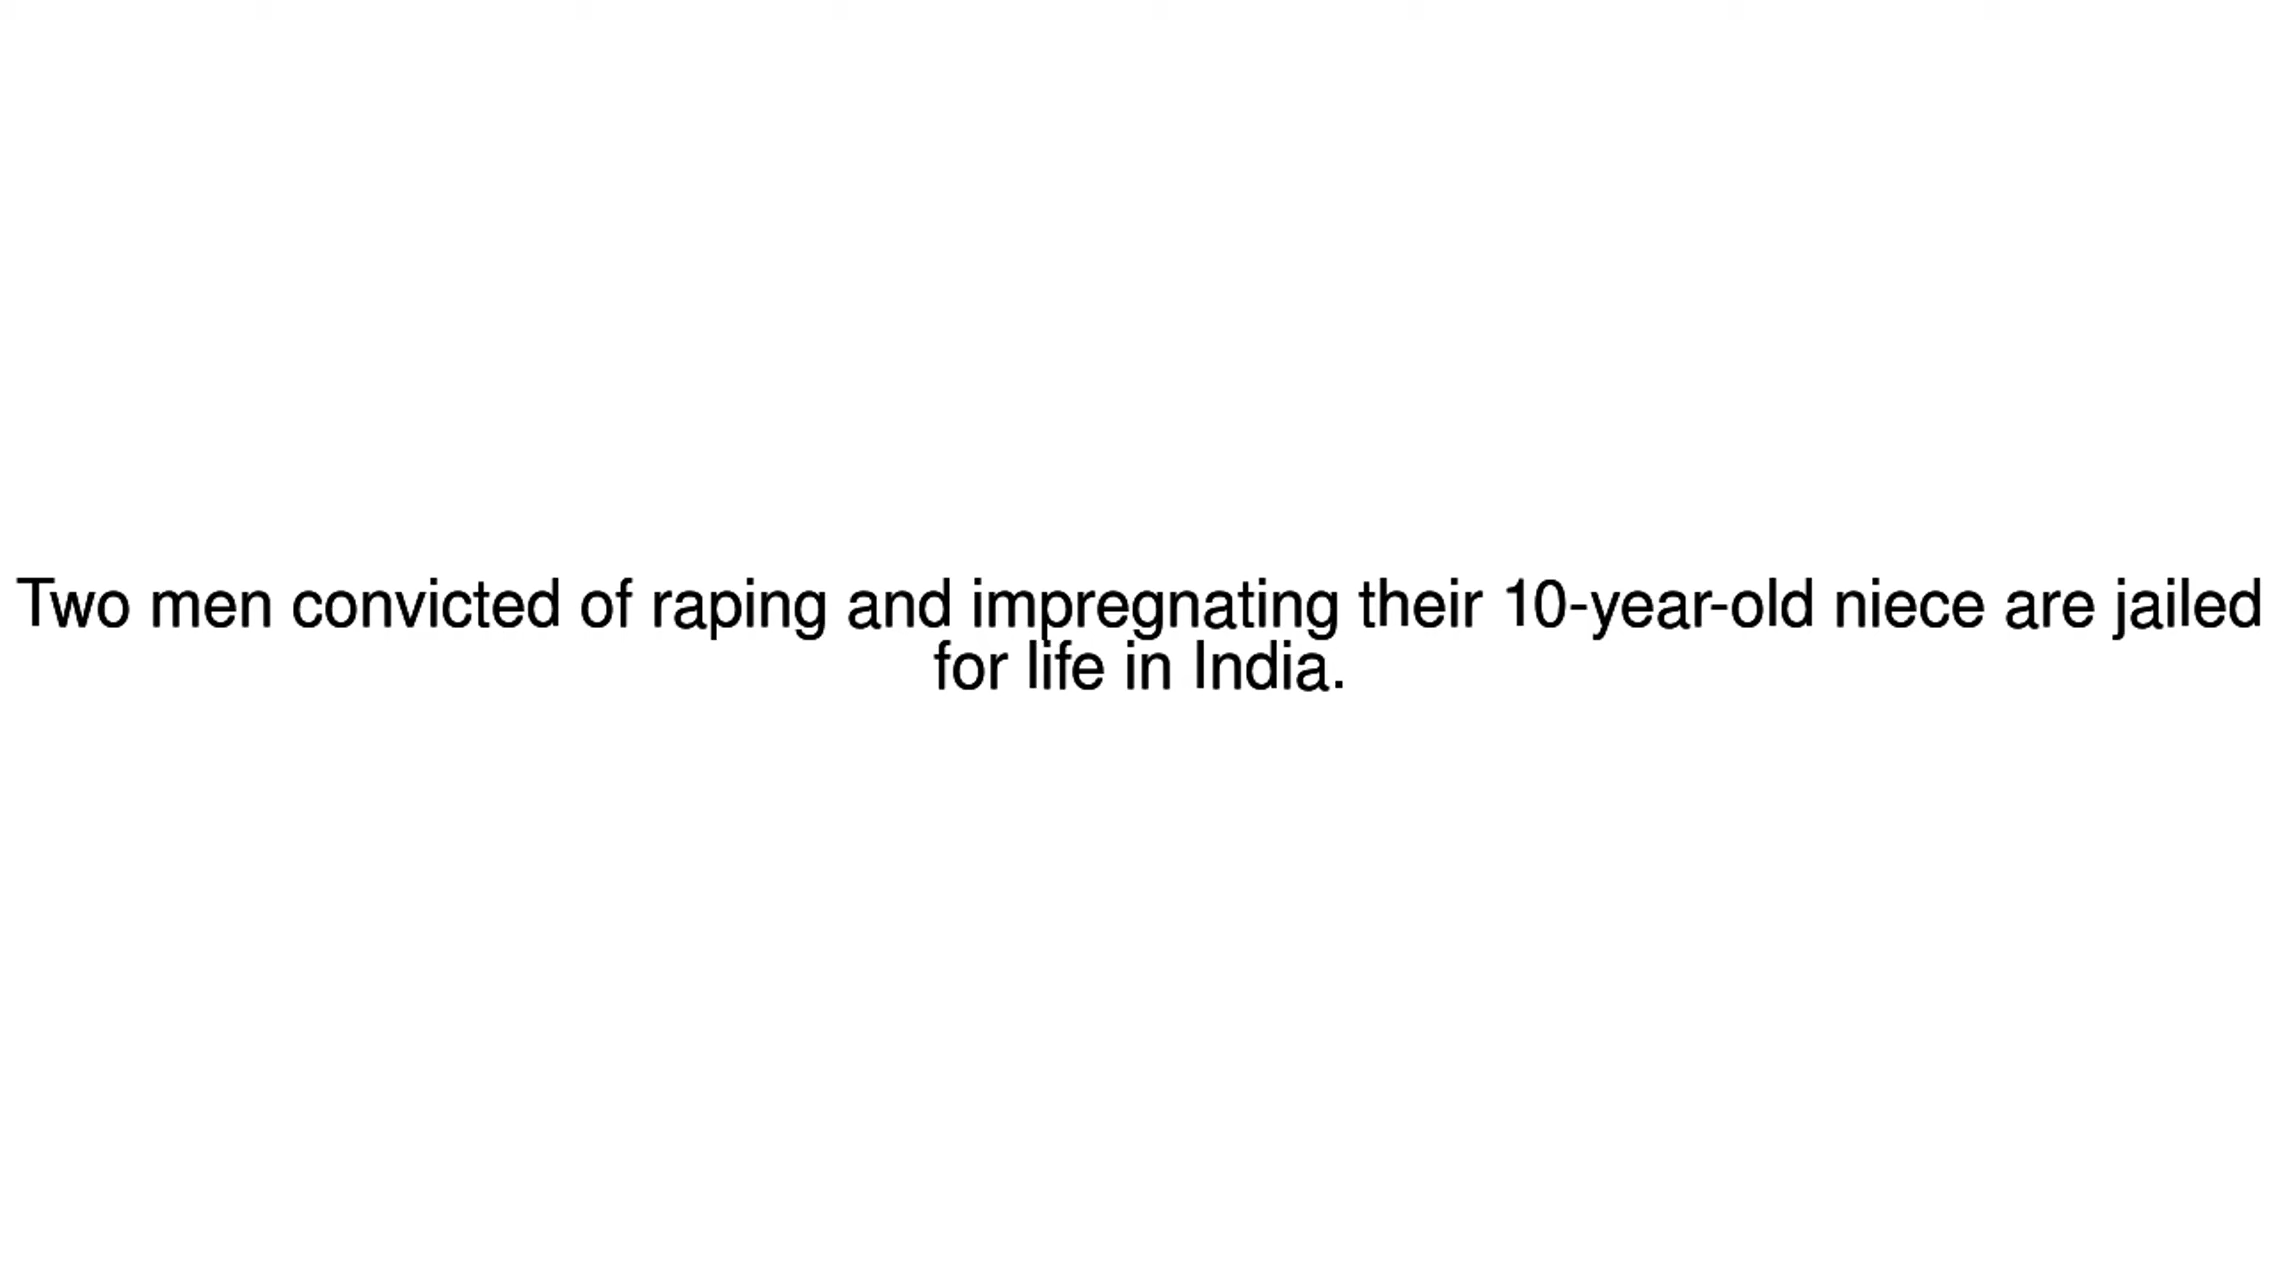 Two men convicted of raping and impregnating their 10-year-old niece are jailed
for life in India.